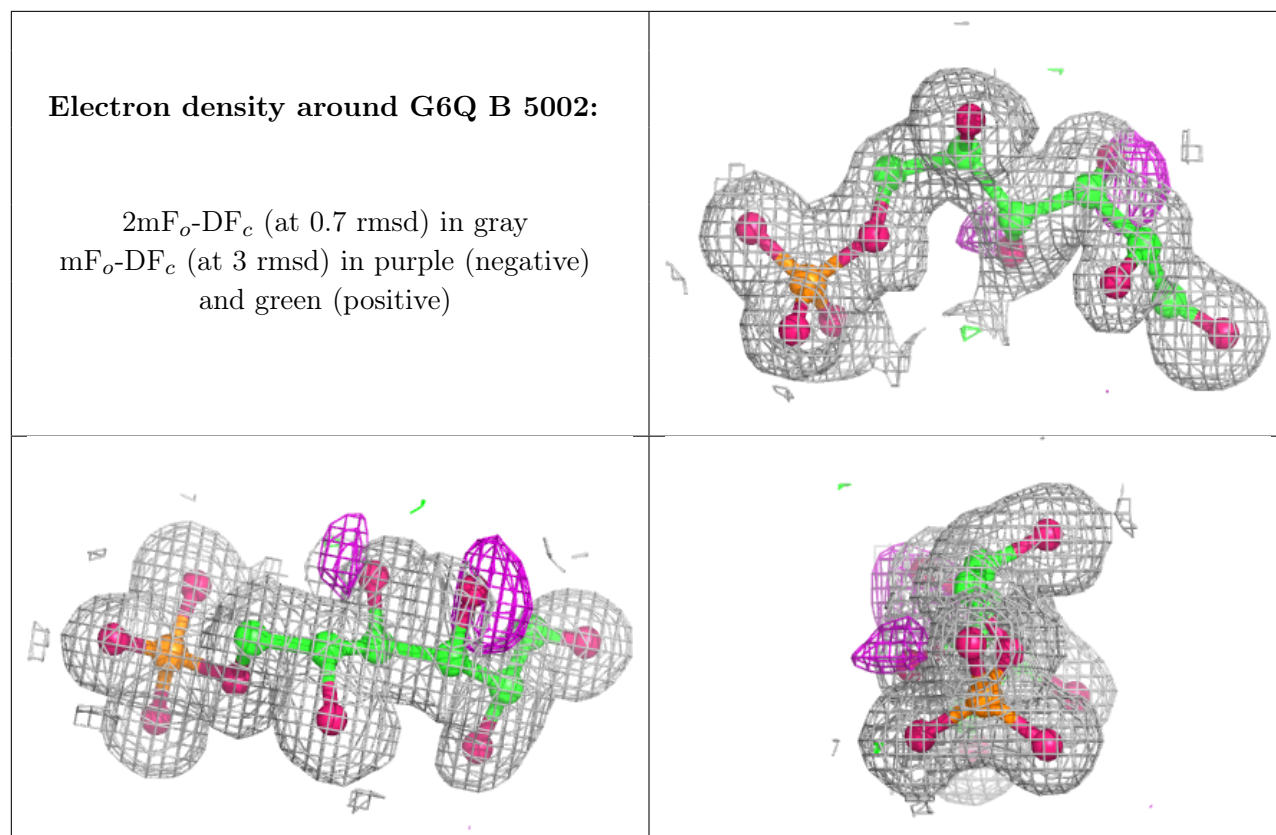 Electron density around G6Q B 5002:
2mFo-DFc (at 0.7 rmsd) in gray
mFo-DFc (at 3 rmsd) in purple (negative)
and green (positive)